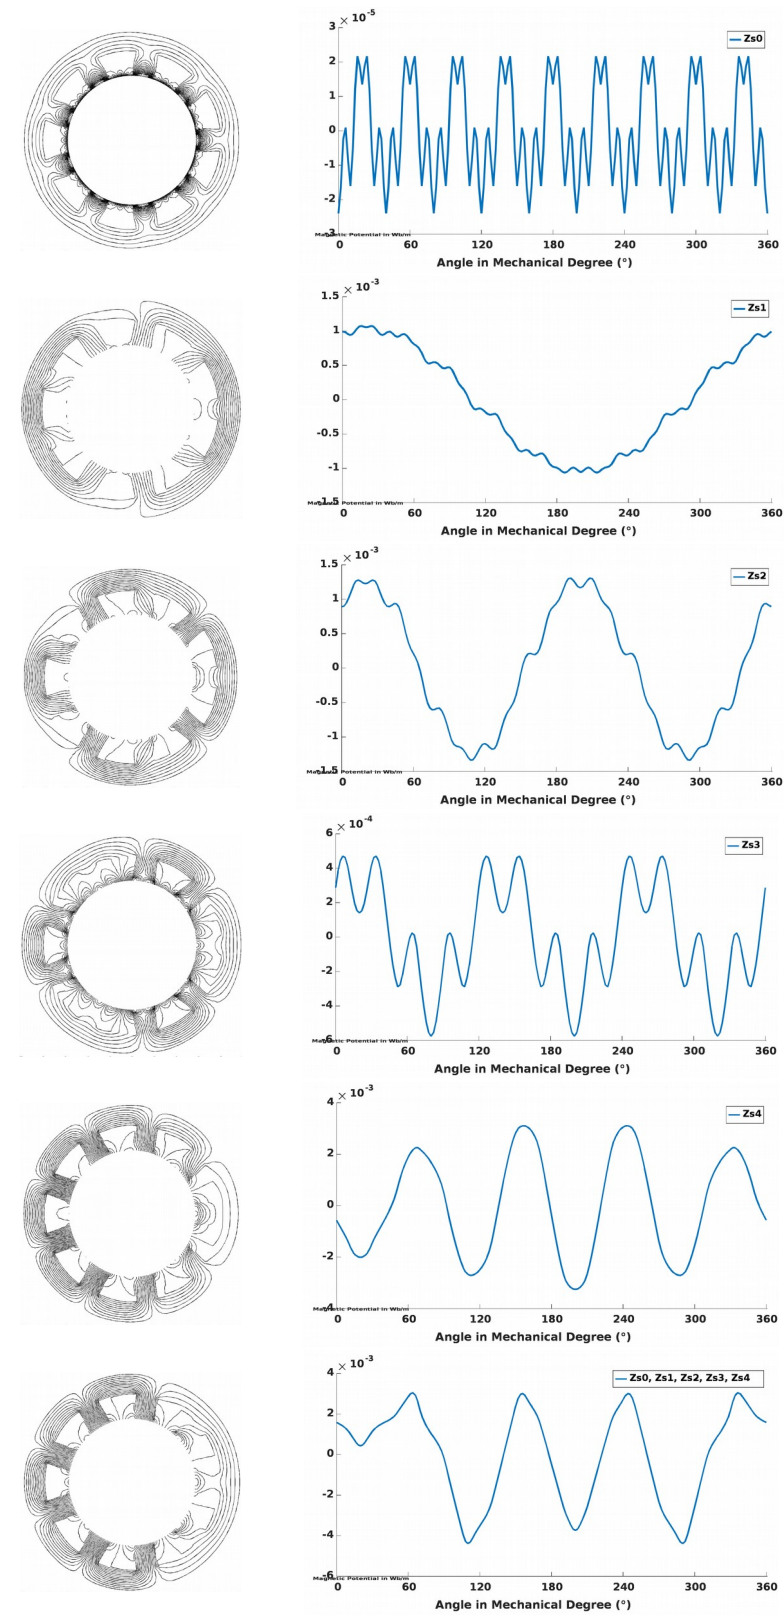 × 10⁻⁵
3
Zs0
2
1
0
-1
-2
-3
Magnetic Potential in Wb/m
0 60 120 180 240 300 360
Angle in Mechanical Degree (°)
× 10⁻³
1.5
Zs1
1
0.5
0
-0.5
-1
-1.5
Magnetic Potential in Wb/m
0 60 120 180 240 300 360
Angle in Mechanical Degree (°)
× 10⁻³
1.5
Zs2
1
0.5
0
-0.5
-1
-1.5
Magnetic Potential in Wb/m
0 60 120 180 240 300 360
Angle in Mechanical Degree (°)
× 10⁻⁴
6
Zs3
4
2
0
-2
-4
-6
Magnetic Potential in Wb/m
0 60 120 180 240 300 360
Angle in Mechanical Degree (°)
× 10⁻³
4
Zs4
2
0
-2
-4
Magnetic Potential in Wb/m
0 60 120 180 240 300 360
Angle in Mechanical Degree (°)
× 10⁻³
4
Zs0, Zs1, Zs2, Zs3, Zs4
2
0
-2
-4
-6
Magnetic Potential in Wb/m
0 60 120 180 240 300 360
Angle in Mechanical Degree (°)